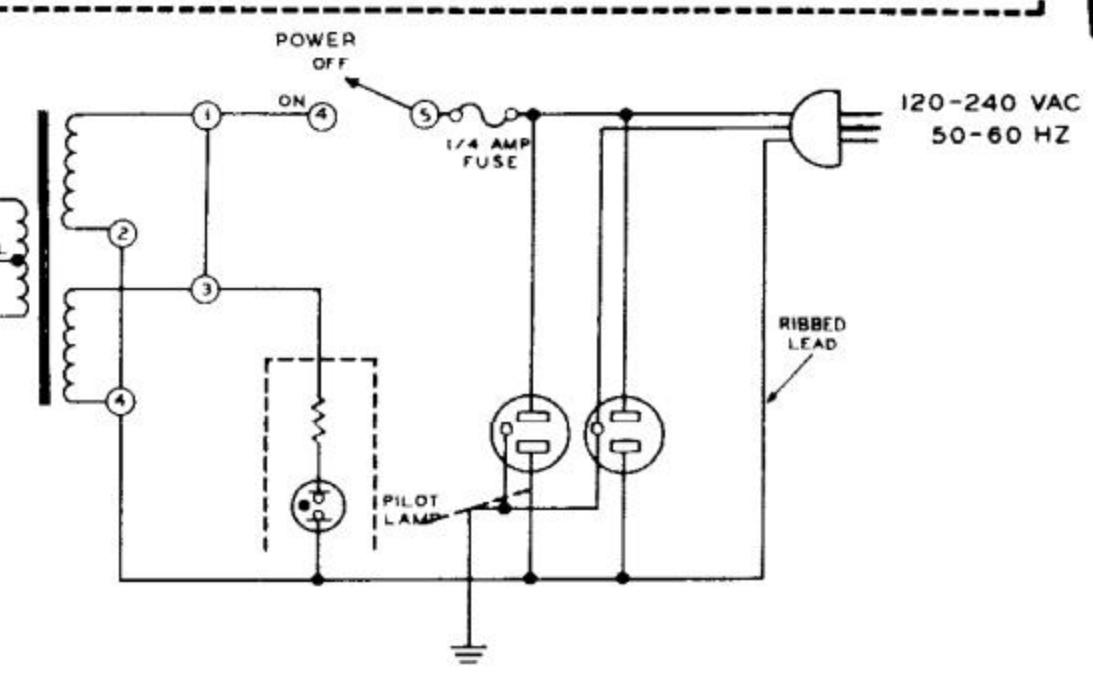 POWER
OFF
ON
1
4
5
1/4 AMP
FUSE
120-240 VAC
50-60 HZ
2
3
RIBBED
LEAD
4
PILOT
LAMP